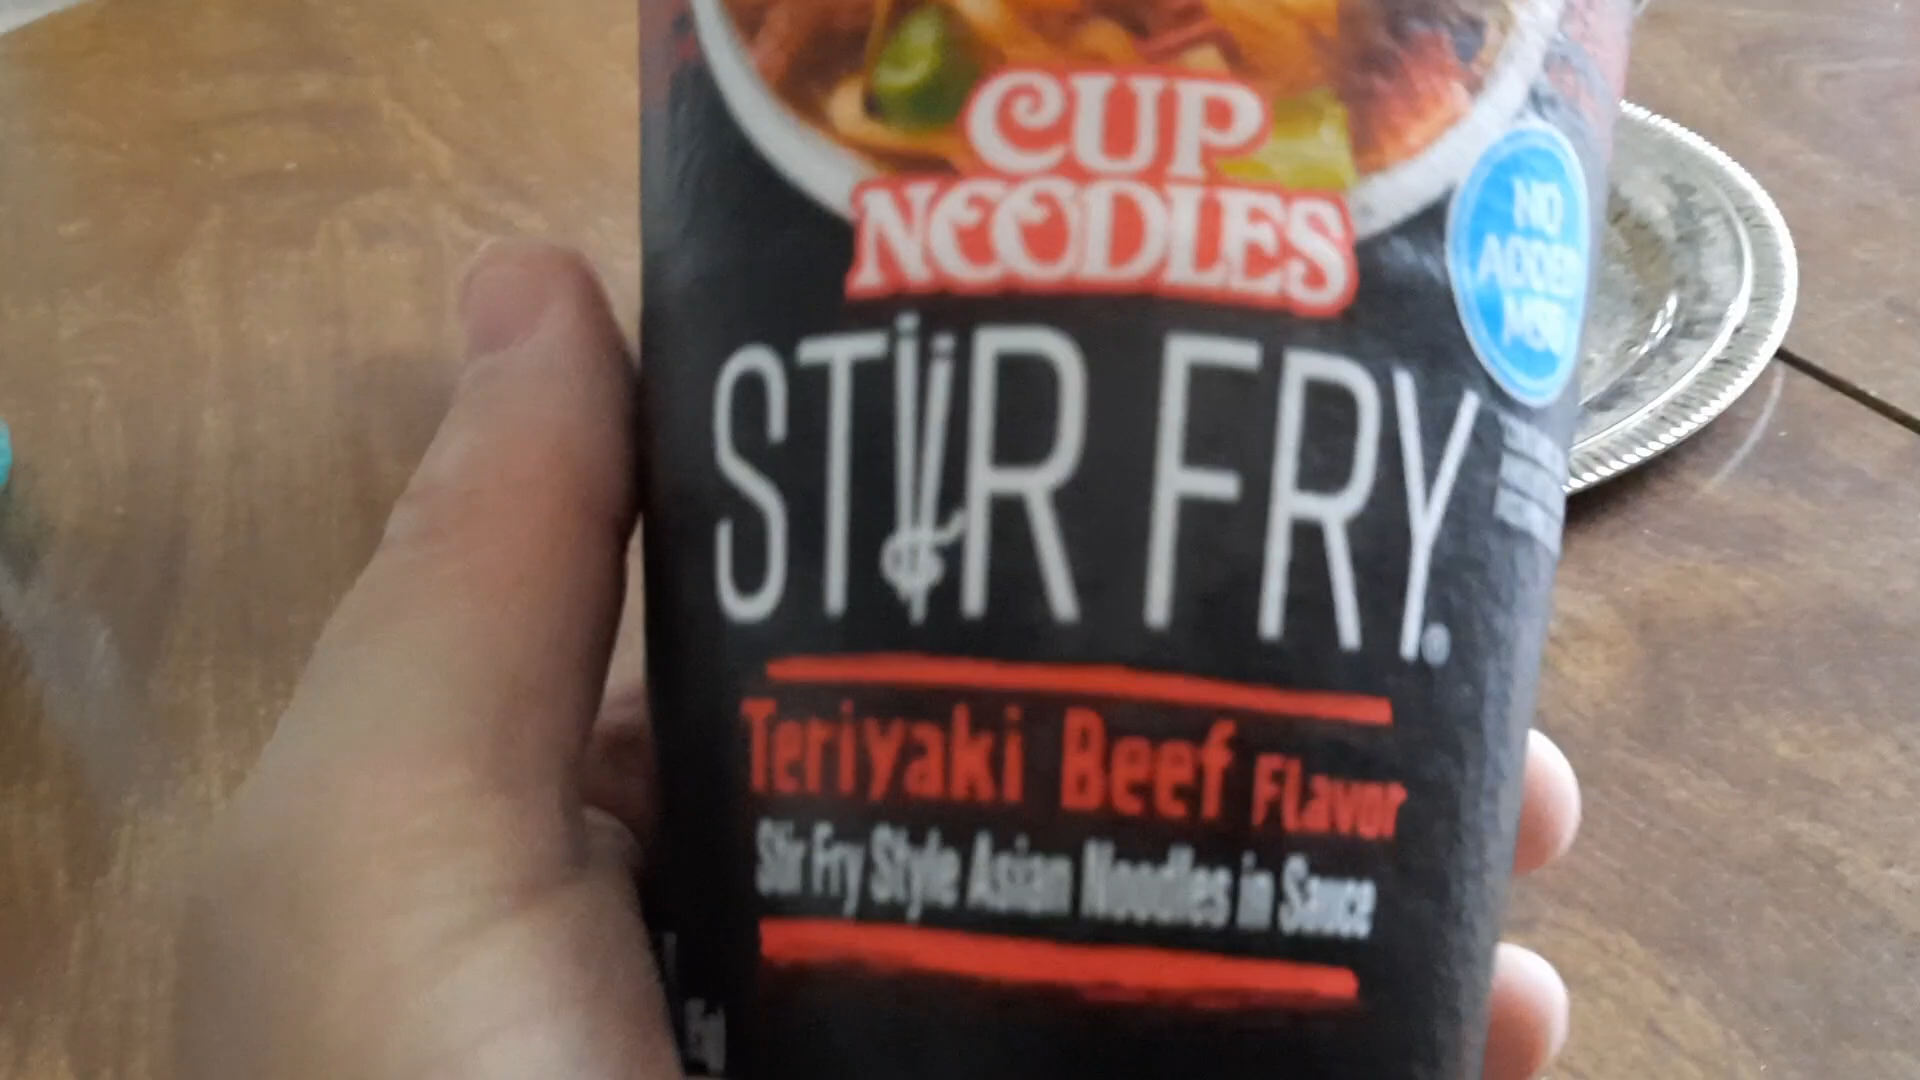 CUP
NOODLES
NO
ADDED
MSG
STIR FRY®
Teriyaki Beef Flavor
Stir Fry Style Asian Noodles in Sauce